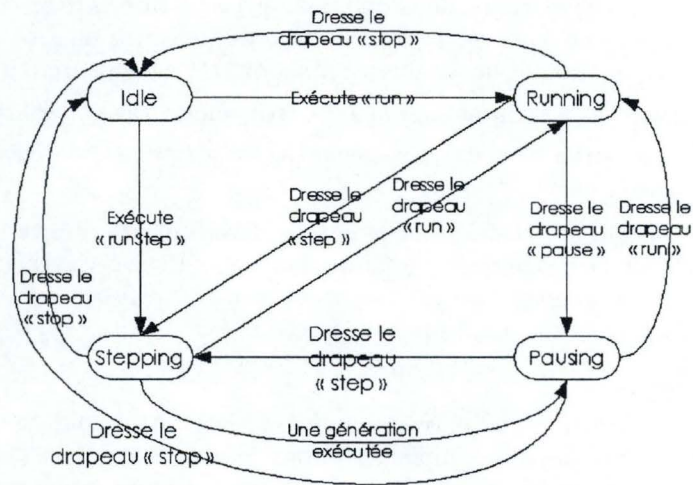 Dresse le
drapeau « stop »
Idle
Exécute « run »
Running
Exécute
« runStep »
Dresse le
drapeau
« step »
Dresse le
drapeau
« run »
Dresse le
drapeau
« pause »
Dresse le
drapeau
« run »
Dresse le
drapeau
« stop »
Stepping
Dresse le
drapeau
« step »
Pausing
Dresse le
drapeau « stop »
Une génération
exécutée